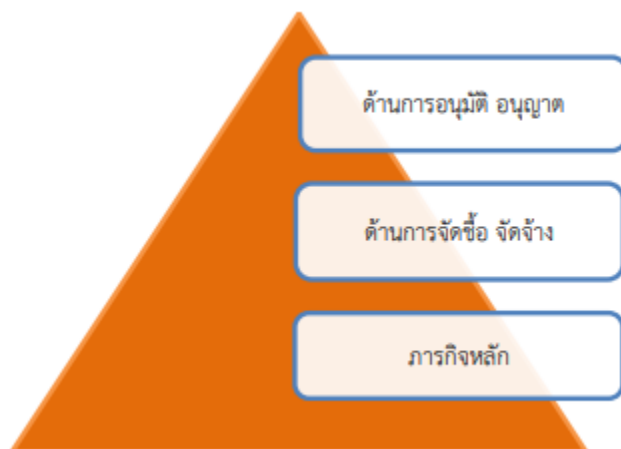 ด้านการอนุมัติ อนุญาต
ด้านการจัดซื้อ จัดจ้าง
ภารกิจหลัก